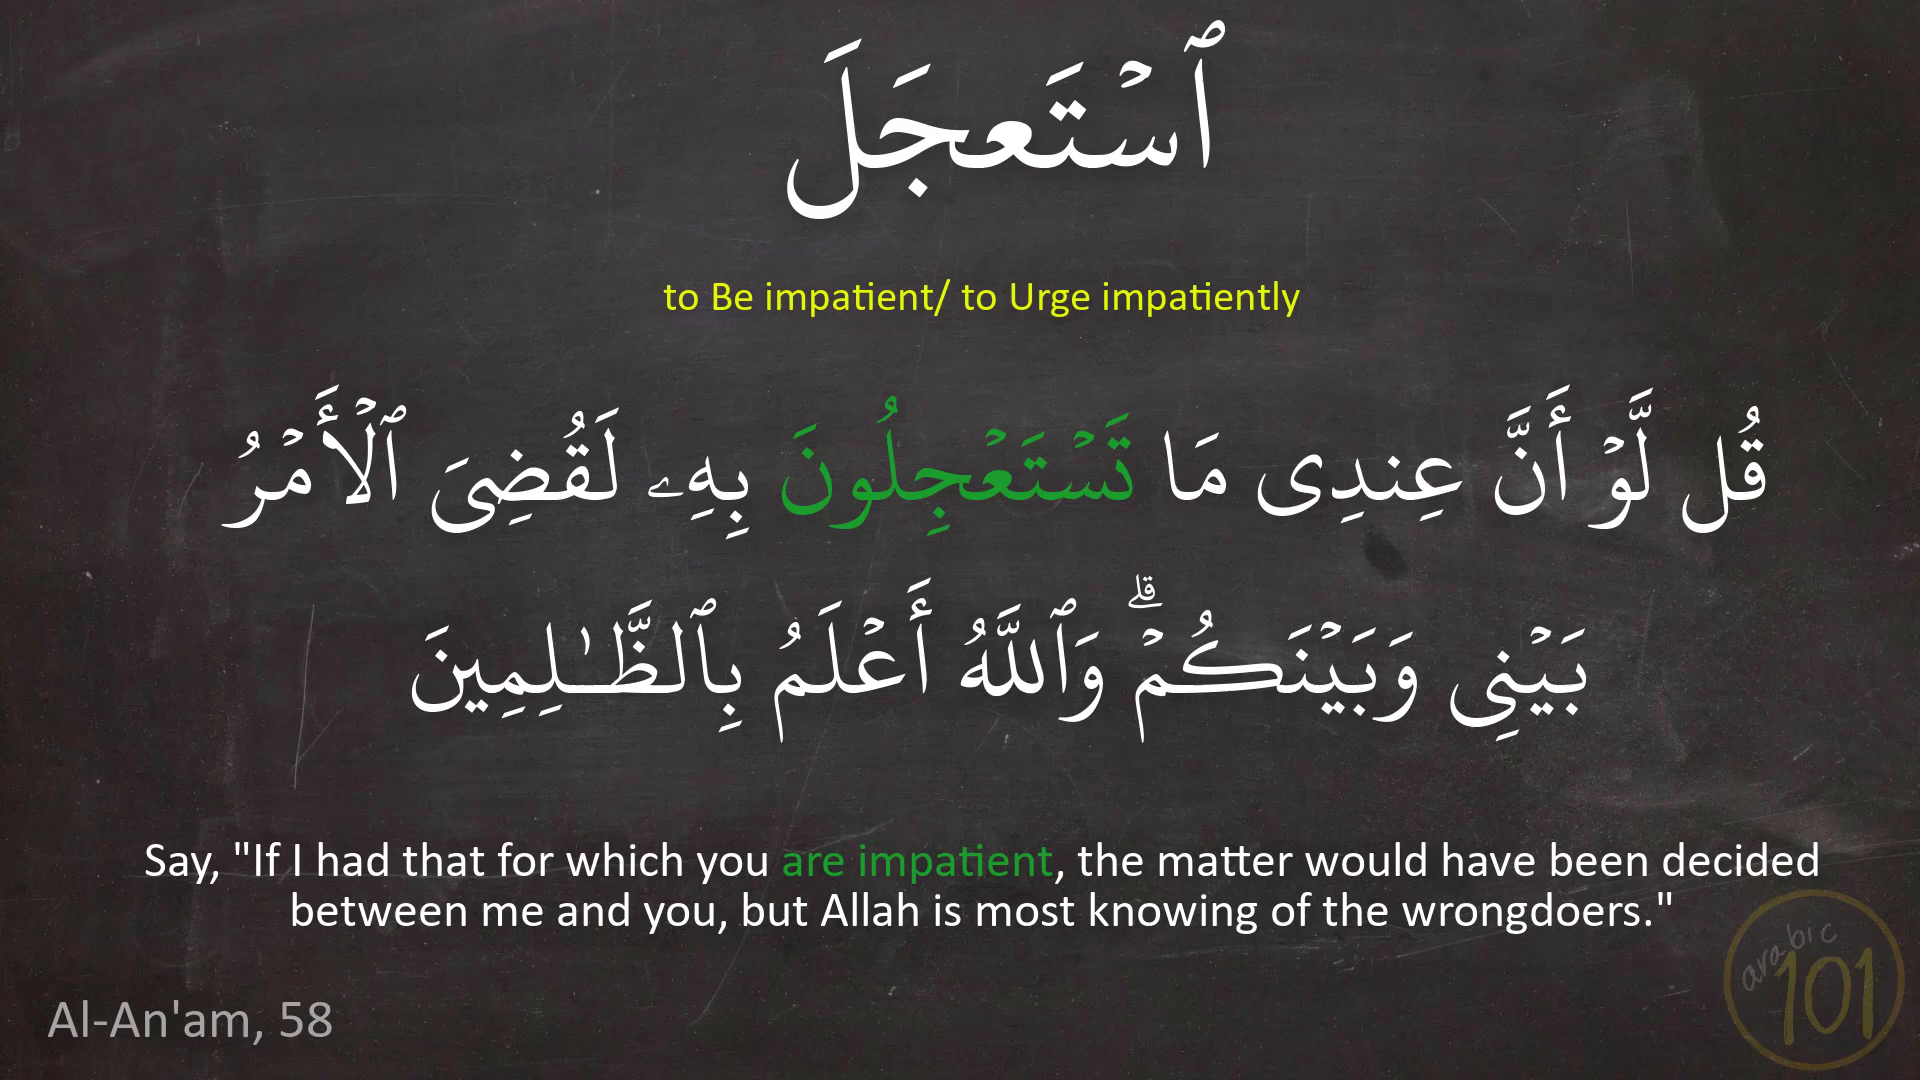 ٱسۡتَعجَلَ
to Be impatient/ to Urge impatiently
قُل لَّوۡ أَنَّ عِندِى مَا تَسۡتَعۡجِلُونَ بِهِۦ لَقُضِىَ ٱلۡأَمۡرُ
بَيۡنِى وَبَيۡنَكُمۡۗ وَٱللَّهُ أَعۡلَمُ بِٱلظَّـٰلِمِينَ
Say, "If I had that for which you are impatient, the matter would have been decided
between me and you, but Allah is most knowing of the wrongdoers."
Al-An'am, 58
arabic
101